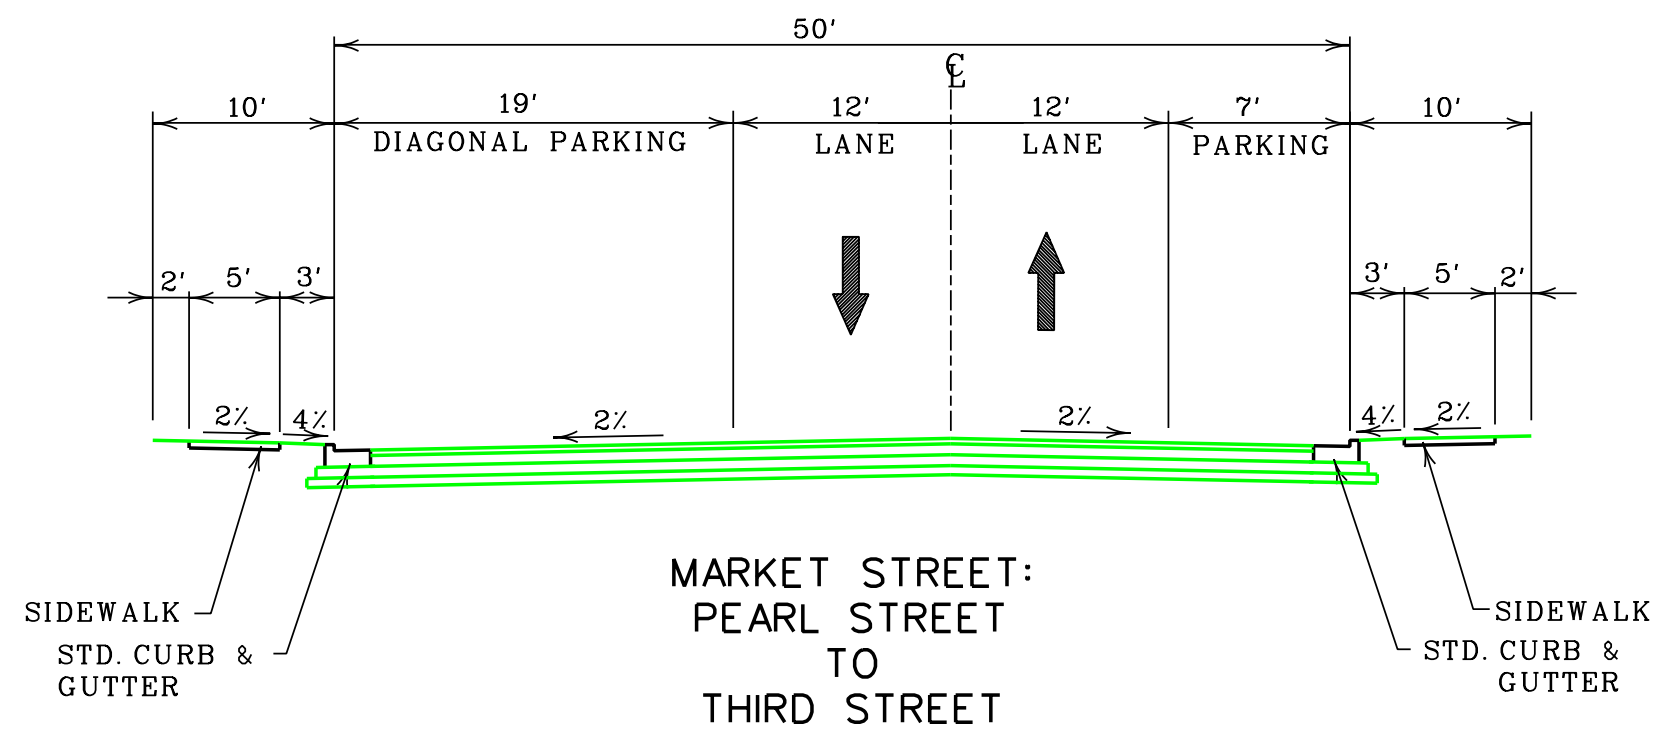 50'
℄
10' 19' 12' 12' 7' 10'
DIAGONAL PARKING LANE LANE PARKING
2' 5' 3' 3' 5' 2'
2% 4% 2% 2% 4% 2%
SIDEWALK
STD. CURB &
GUTTER
MARKET STREET:
PEARL STREET
TO
THIRD STREET
SIDEWALK
STD. CURB &
GUTTER